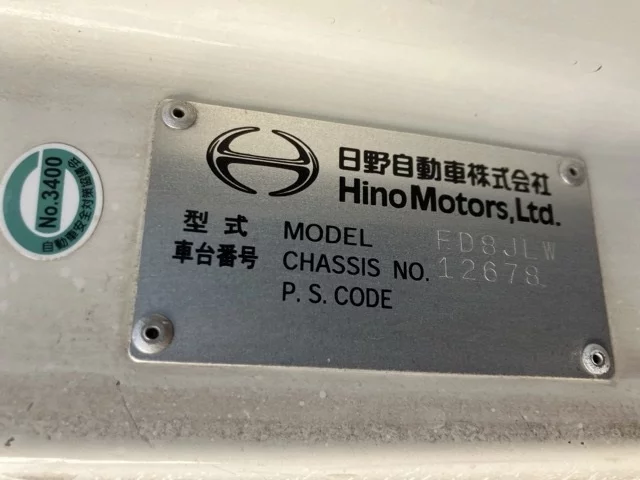 日野自動車株式会社
Hino Motors, Ltd.
型式 MODEL FD8JLW
車台番号 CHASSIS NO. 12678
P. S. CODE
No.3400